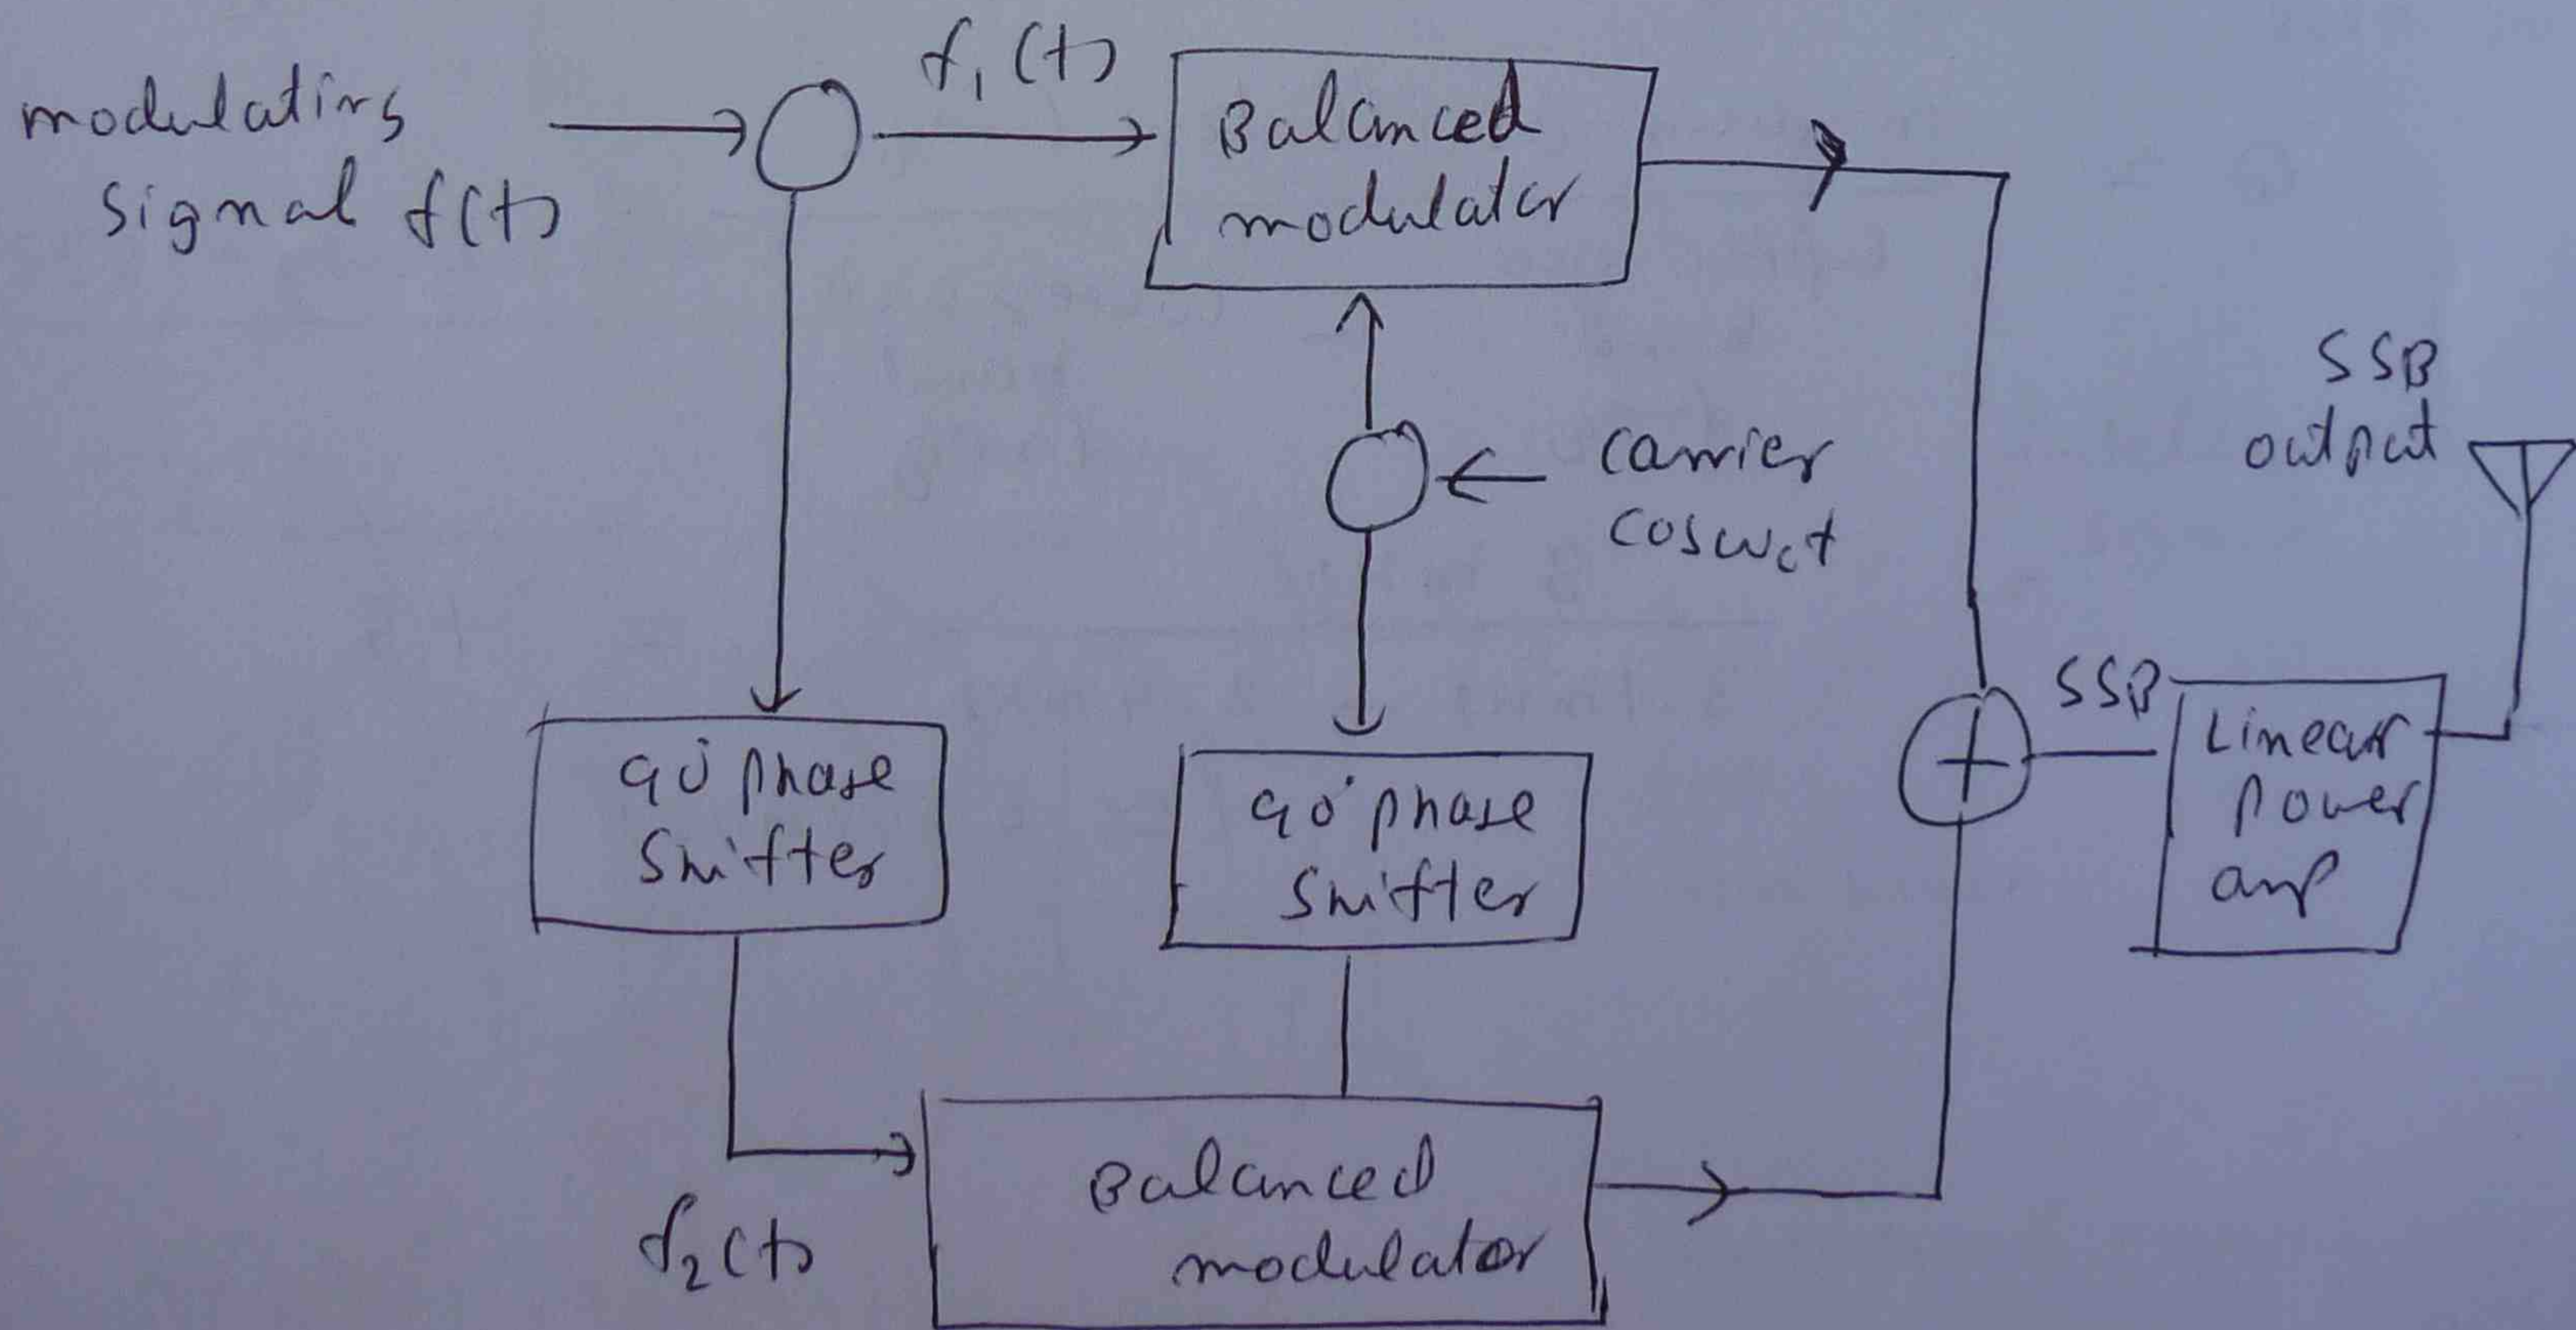 modulating
signal f(t)
f₁(t)
Balanced
modulator
carrier
cosωct
SSB
output
90° phase
shifter
90° phase
shifter
+
SSB
Linear
power
amp
f₂(t)
Balanced
modulator